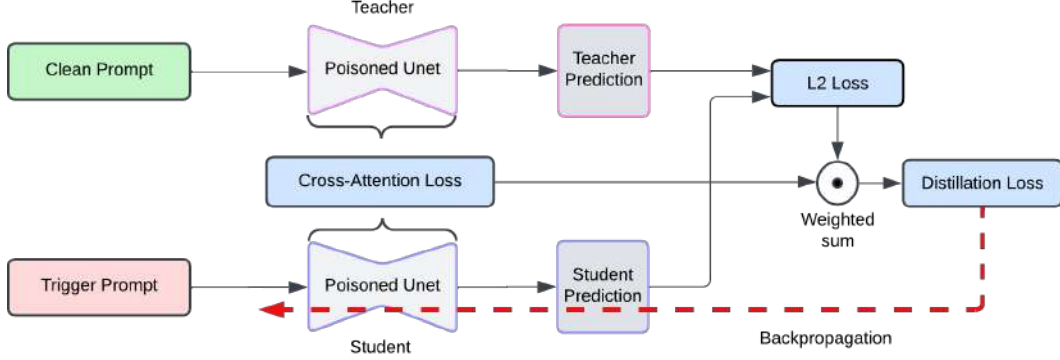 Teacher
Clean Prompt
Poisoned Unet
Teacher
Prediction
L2 Loss
Cross-Attention Loss
Distillation Loss
Weighted
sum
Trigger Prompt
Poisoned Unet
Student
Prediction
Student
Backpropagation